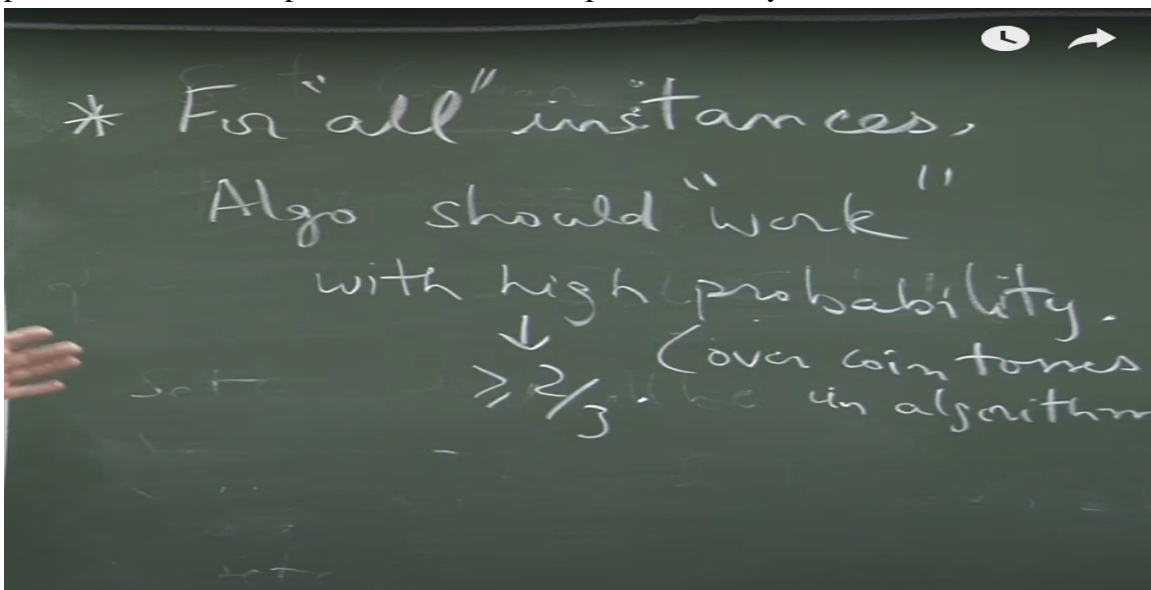 * For "all" instances,
Algo should "work"
with high probability.
↓
≥ 2/3. (over coin tosses
in algorithm